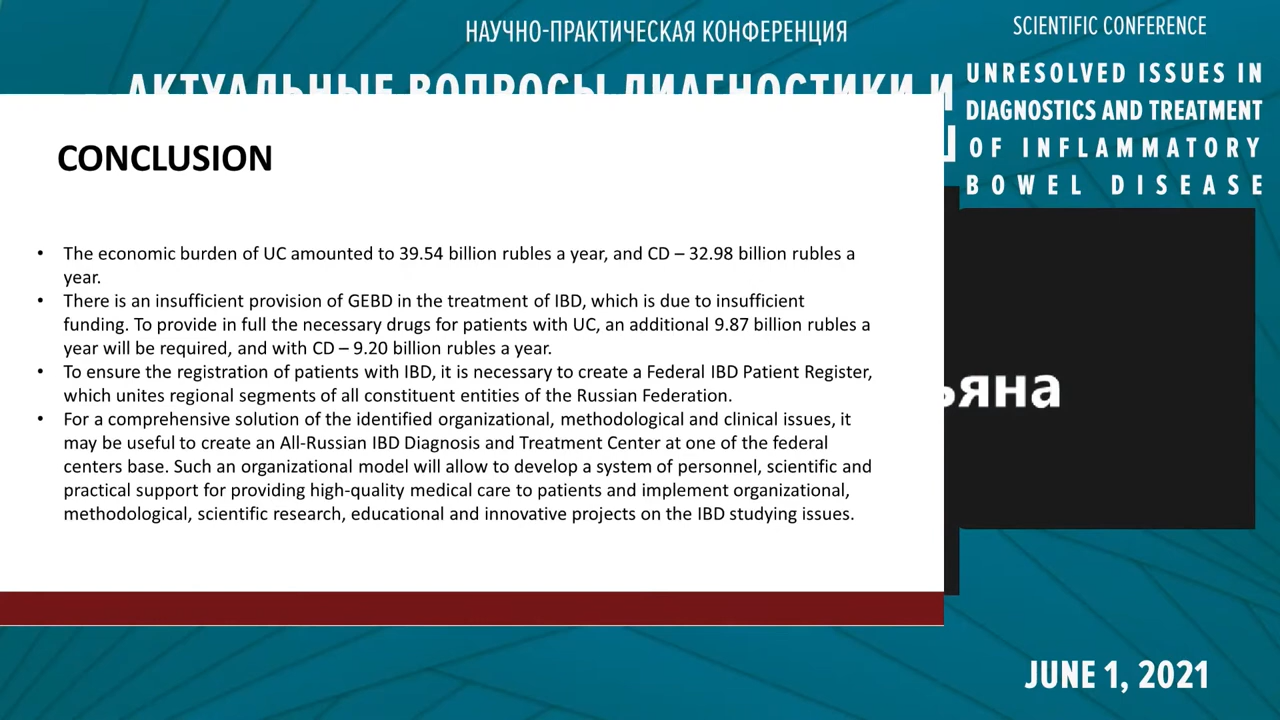 НАУЧНО-ПРАКТИЧЕСКАЯ КОНФЕРЕНЦИЯ
АКТУАЛЬНЫЕ ВОПРОСЫ ДИАГНОСТИКИ И
SCIENTIFIC CONFERENCE
UNRESOLVED ISSUES IN
DIAGNOSTICS AND TREATMENT
OF INFLAMMATORY
BOWEL DISEASE
CONCLUSION
• The economic burden of UC amounted to 39.54 billion rubles a year, and CD – 32.98 billion rubles a
year.
• There is an insufficient provision of GEBD in the treatment of IBD, which is due to insufficient
funding. To provide in full the necessary drugs for patients with UC, an additional 9.87 billion rubles a
year will be required, and with CD – 9.20 billion rubles a year.
• To ensure the registration of patients with IBD, it is necessary to create a Federal IBD Patient Register,
which unites regional segments of all constituent entities of the Russian Federation.
• For a comprehensive solution of the identified organizational, methodological and clinical issues, it
may be useful to create an All-Russian IBD Diagnosis and Treatment Center at one of the federal
centers base. Such an organizational model will allow to develop a system of personnel, scientific and
practical support for providing high-quality medical care to patients and implement organizational,
methodological, scientific research, educational and innovative projects on the IBD studying issues.
ьяна
JUNE 1, 2021